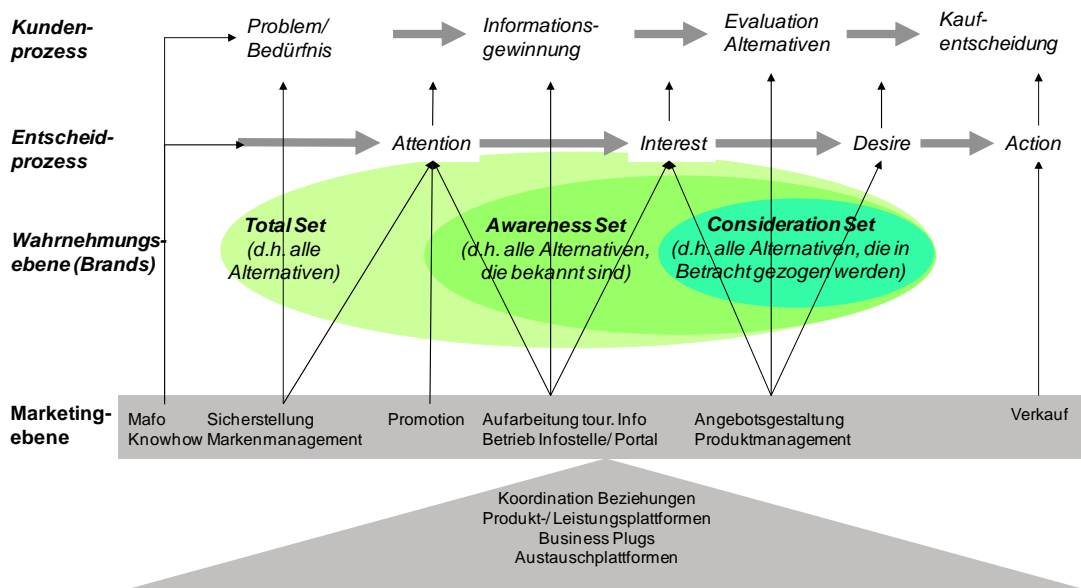 Kunden-
prozess
Problem/
Bedürfnis
Informations-
gewinnung
Evaluation
Alternativen
Kauf-
entscheidung
Entscheid-
prozess
Attention
Interest
Desire
Action
Wahrnehmungs-
ebene (Brands)
Total Set
(d.h. alle
Alternativen)
Awareness Set
(d.h. alle Alternativen,
die bekannt sind)
Consideration Set
(d.h. alle Alternativen, die in
Betracht gezogen werden)
Marketing-
ebene
Mafo
Knowhow
Sicherstellung
Markenmanagement
Promotion
Aufarbeitung tour. Info
Betrieb Infostelle/ Portal
Angebotsgestaltung
Produktmanagement
Verkauf
Koordination Beziehungen
Produkt-/ Leistungsplattformen
Business Plugs
Austauschplattformen